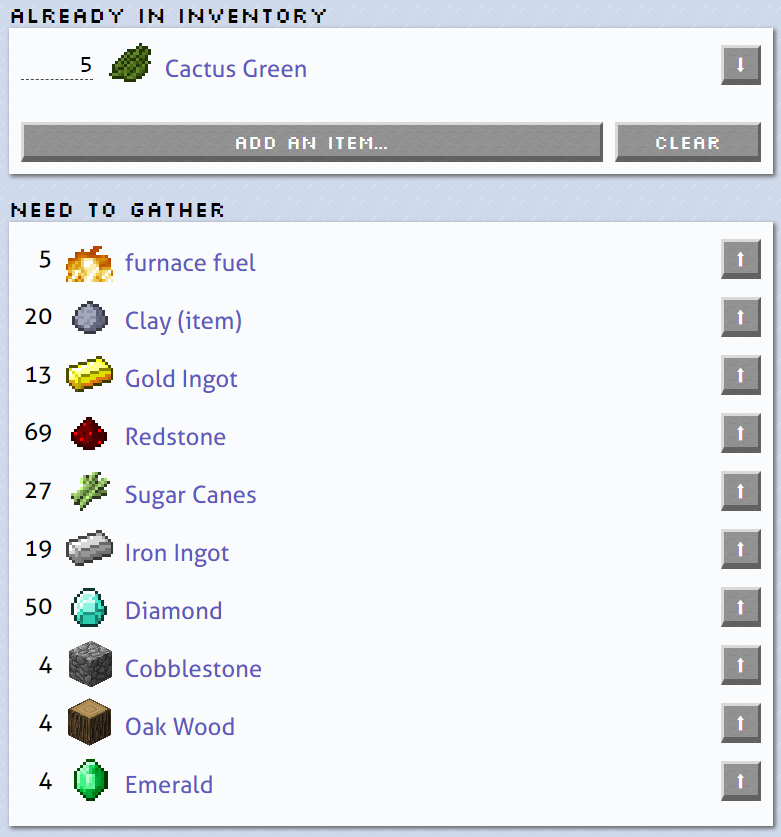 ALREADY IN INVENTORY
5 Cactus Green
ADD AN ITEM… CLEAR
NEED TO GATHER
5 furnace fuel
20 Clay (item)
13 Gold Ingot
69 Redstone
27 Sugar Canes
19 Iron Ingot
50 Diamond
4 Cobblestone
4 Oak Wood
4 Emerald